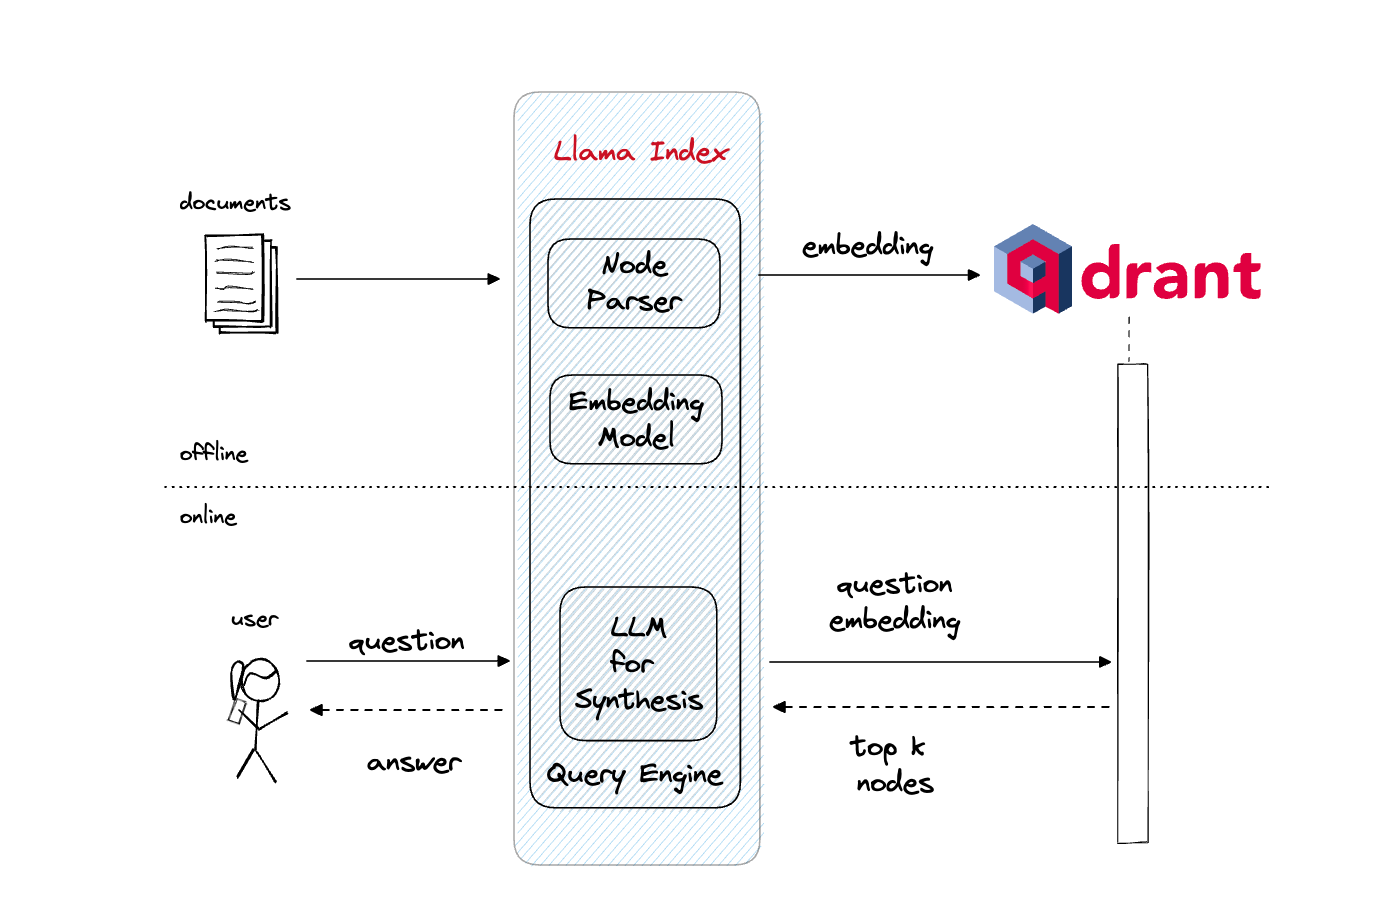 Llama Index
documents
Node
Parser
embedding
qdrant
Embedding
Model
offline
online
user
question
answer
LLM
for
Synthesis
Query Engine
question
embedding
top k
nodes